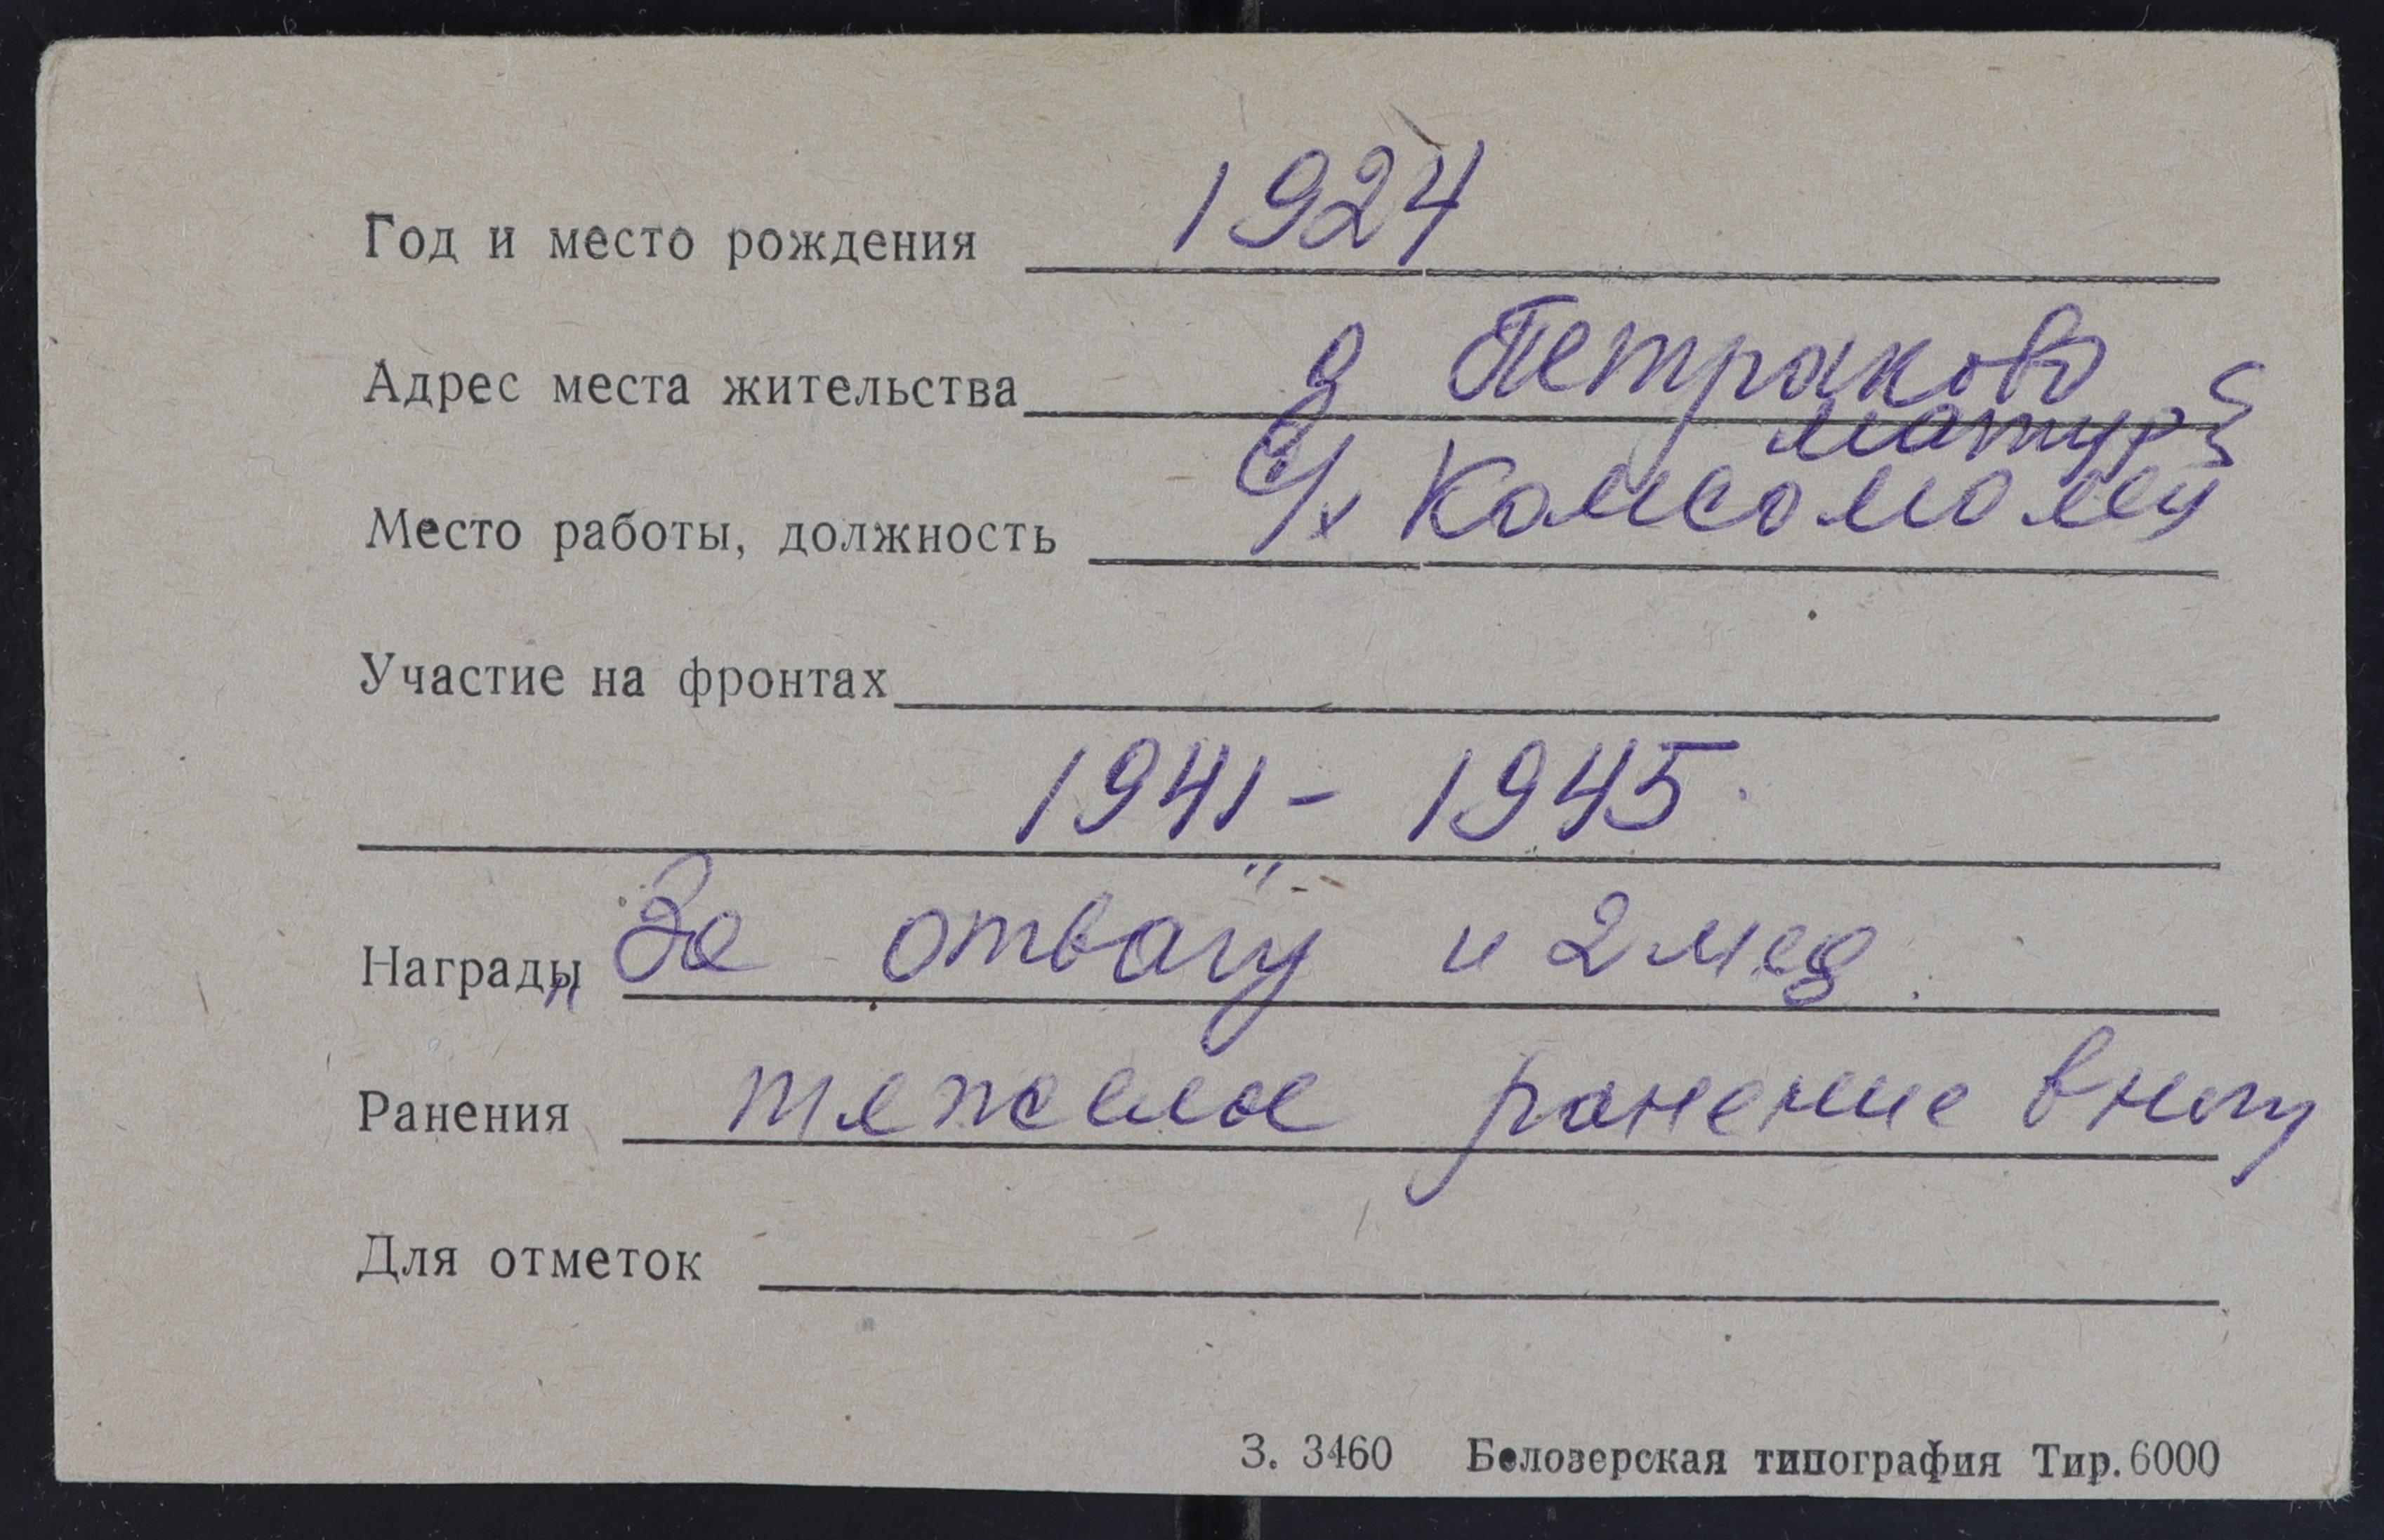 Год и место рождения 1924
Адрес места жительства д Петраково
Место работы, должность с/х Комсомолец
Участие на фронтах
1941 - 1945.
Награды „За отвагу" и 2 мед.
Ранения тяжелое ранение в ногу
Для отметок
З. 3460 Белозерская типография Тир. 6000